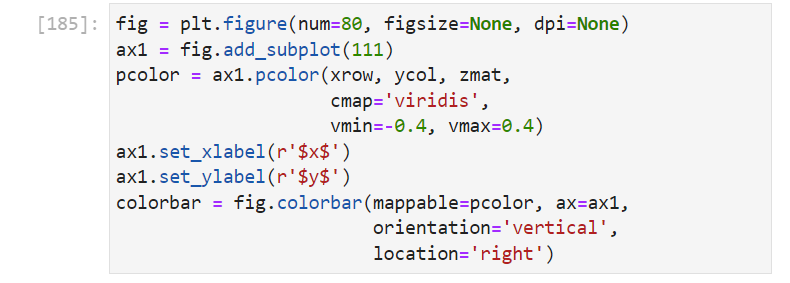 [185]: fig = plt.figure(num=80, figsize=None, dpi=None)
ax1 = fig.add_subplot(111)
pcolor = ax1.pcolor(xrow, ycol, zmat,
                    cmap='viridis',
                    vmin=-0.4, vmax=0.4)
ax1.set_xlabel(r'$x$')
ax1.set_ylabel(r'$y$')
colorbar = fig.colorbar(mappable=pcolor, ax=ax1,
                        orientation='vertical',
                        location='right')